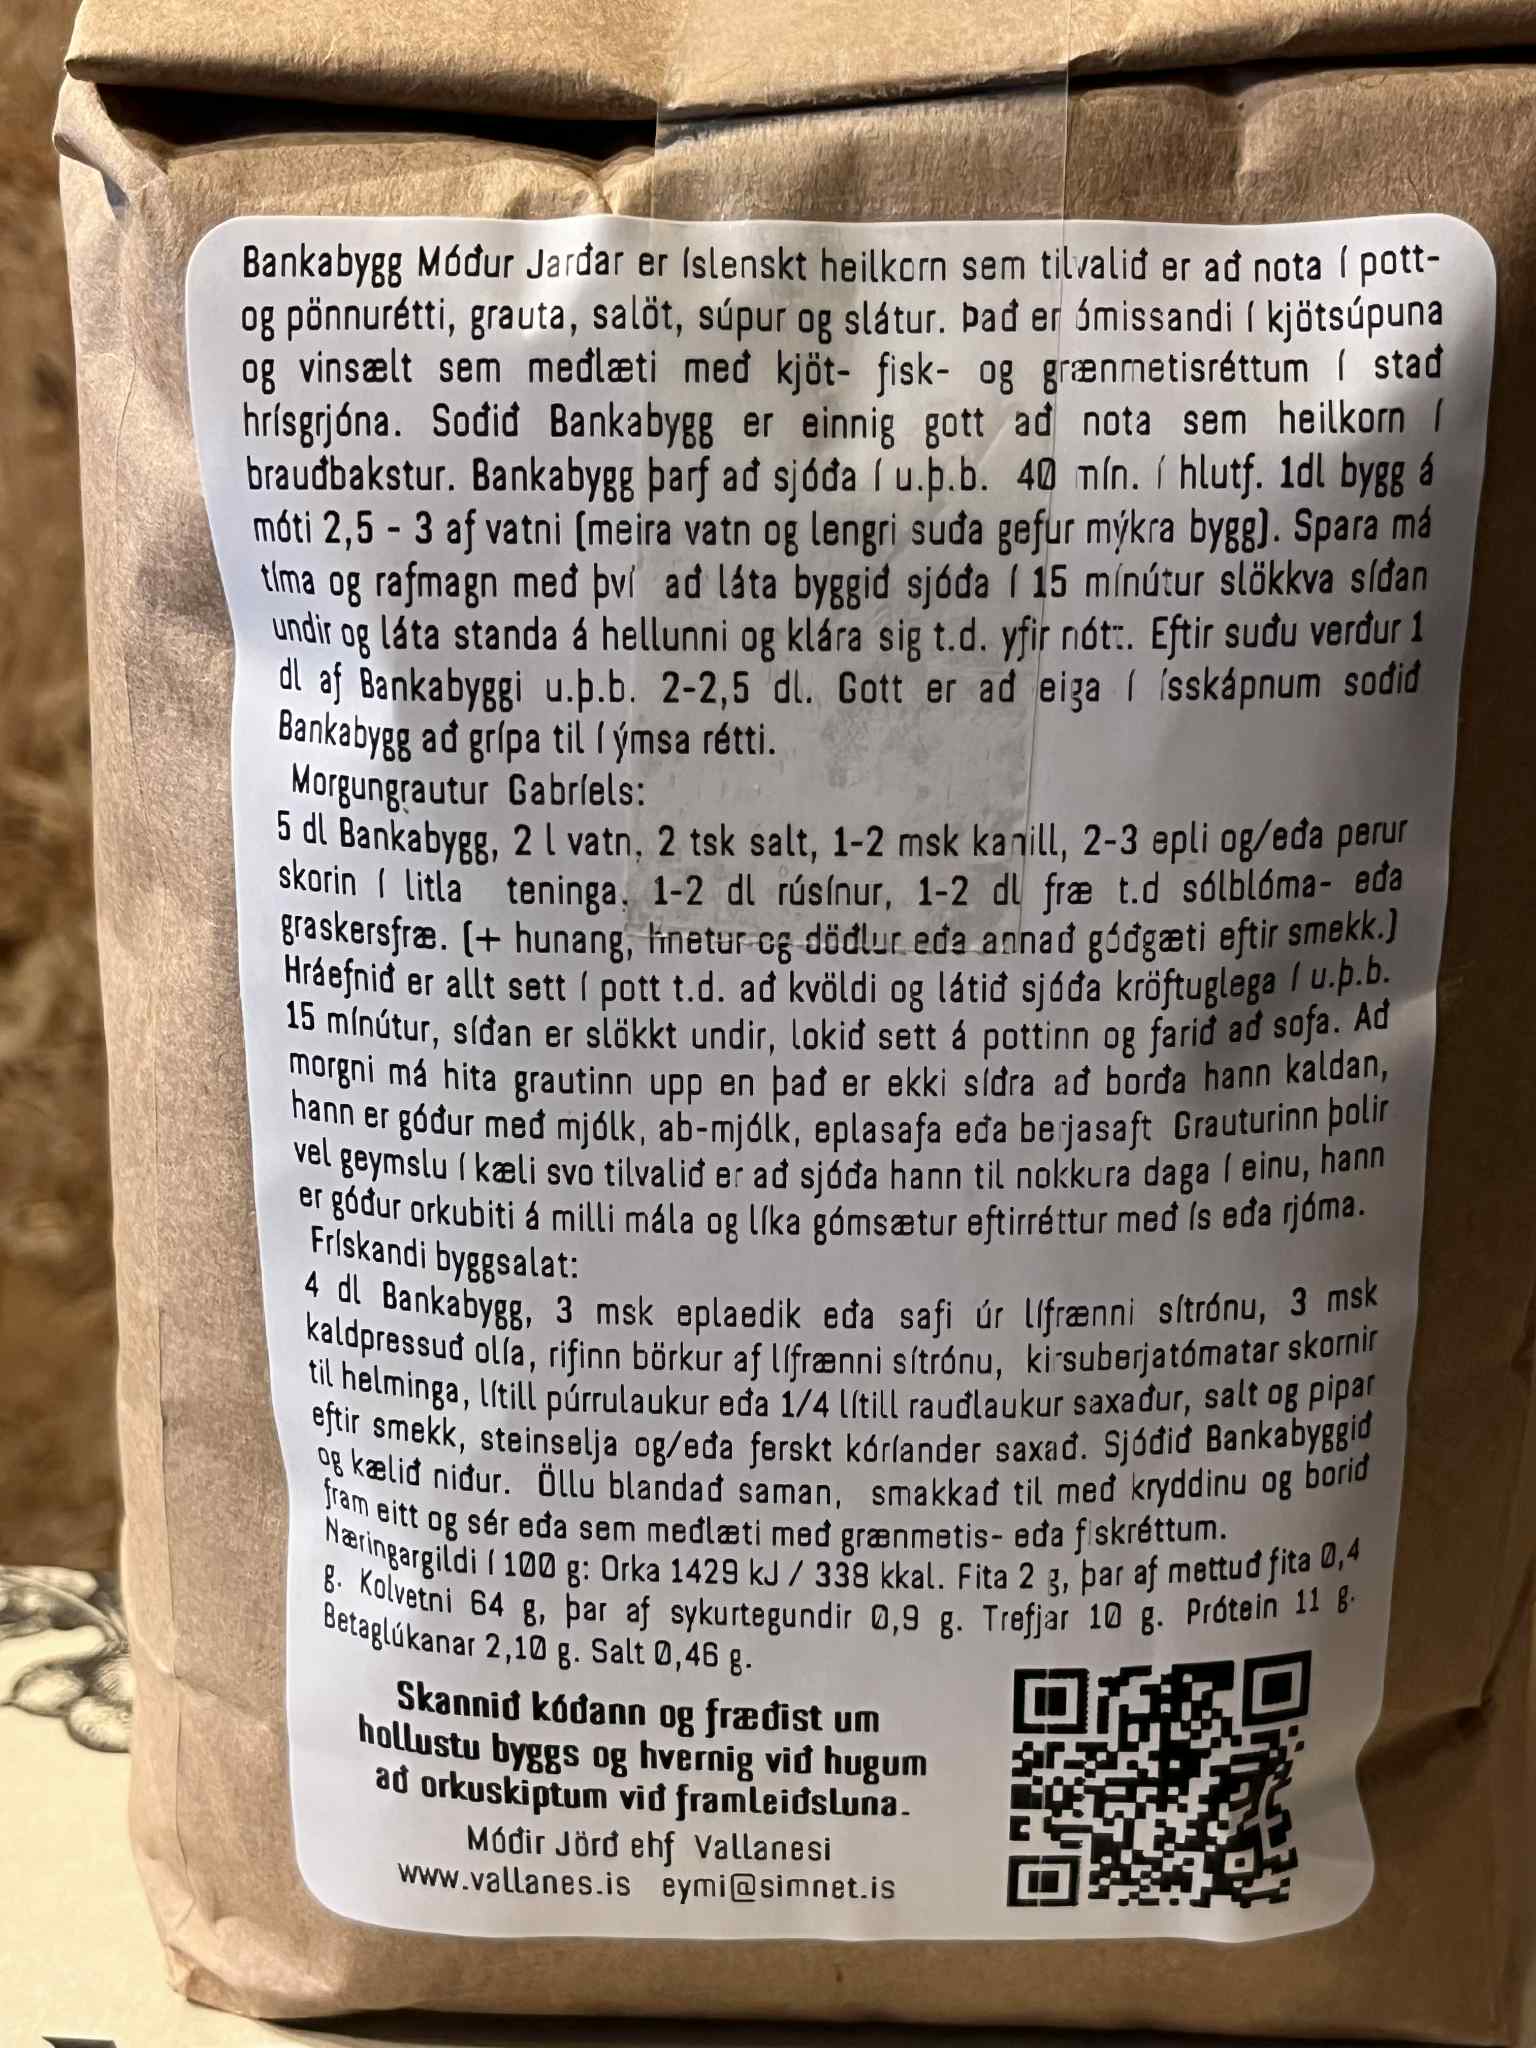 Bankabygg Móður Jarðar er íslenskt heilkorn sem tilvalið er að nota í pott-
og pönnurétti, grauta, salöt, súpur og slátur. Það er ómissandi í kjötsúpuna
og vinsælt sem meðlæti með kjöt- fisk- og grænmetisréttum í stað
hrísgrjóna. Soðið Bankabygg er einnig gott að nota sem heilkorn í
brauðbakstur. Bankabygg þarf að sjóða í u.þ.b. 40 mín. í hlutf. 1dl bygg á
móti 2,5 - 3 af vatni (meira vatn og lengri suða gefur mýkra bygg). Spara má
tíma og rafmagn með því að láta byggið sjóða í 15 mínútur slökkva síðan
undir og láta standa á hellunni og klára sig t.d. yfir nótt. Eftir suðu verður 1
dl af Bankabyggi u.þ.b. 2-2,5 dl. Gott er að eiga í ísskápnum soðið
Bankabygg að grípa til í ýmsa rétti.
Morgungrautur Gabríels:
5 dl Bankabygg, 2 l vatn, 2 tsk salt, 1-2 msk kanill, 2-3 epli og/eða perur
skorin í litla teninga, 1-2 dl rúsínur, 1-2 dl fræ t.d sólblóma- eða
graskersfræ. (+ hunang, hnetur og döðlur eða annað góðgæti eftir smekk.)
Hráefnið er allt sett í pott t.d. að kvöldi og látið sjóða kröftuglega í u.þ.b.
15 mínútur, síðan er slökkt undir, lokið sett á pottinn og farið að sofa. Að
morgni má hita grautinn upp en það er ekki síðra að borða hann kaldan,
hann er góður með mjólk, ab-mjólk, eplasafa eða berjasaft Grauturinn þolir
vel geymslu í kæli svo tilvalið er að sjóða hann til nokkura daga í einu, hann
er góður orkubiti á milli mála og líka gómsætur eftirréttur með ís eða rjóma.
Frískandi byggsalat:
4 dl Bankabygg, 3 msk eplaedik eða safi úr lífrænni sítrónu, 3 msk
kaldpressuð olía, rifinn börkur af lífrænni sítrónu, kirsuberjatómatar skornir
til helminga, lítill púrrulaukur eða 1/4 lítill rauðlaukur saxaður, salt og pipar
eftir smekk, steinselja og/eða ferskt kóríander saxað. Sjóðið Bankabyggið
og kælið niður. Öllu blandað saman, smakkað til með kryddinu og borið
fram eitt og sér eða sem meðlæti með grænmetis- eða fiskréttum.
Næringargildi í 100 g: Orka 1429 kJ / 338 kkal. Fita 2 g, þar af mettuð fita 0,4
g. Kolvetni 64 g, þar af sykurtegundir 0,9 g. Trefjar 10 g. Prótein 11 g.
Betaglúkanar 2,10 g. Salt 0,46 g.
Skannið kóðann og fræðist um
hollustu byggs og hvernig við hugum
að orkuskiptum við framleiðsluna.
Móðir Jörð ehf Vallanesi
www.vallanes.is eymi@simnet.is